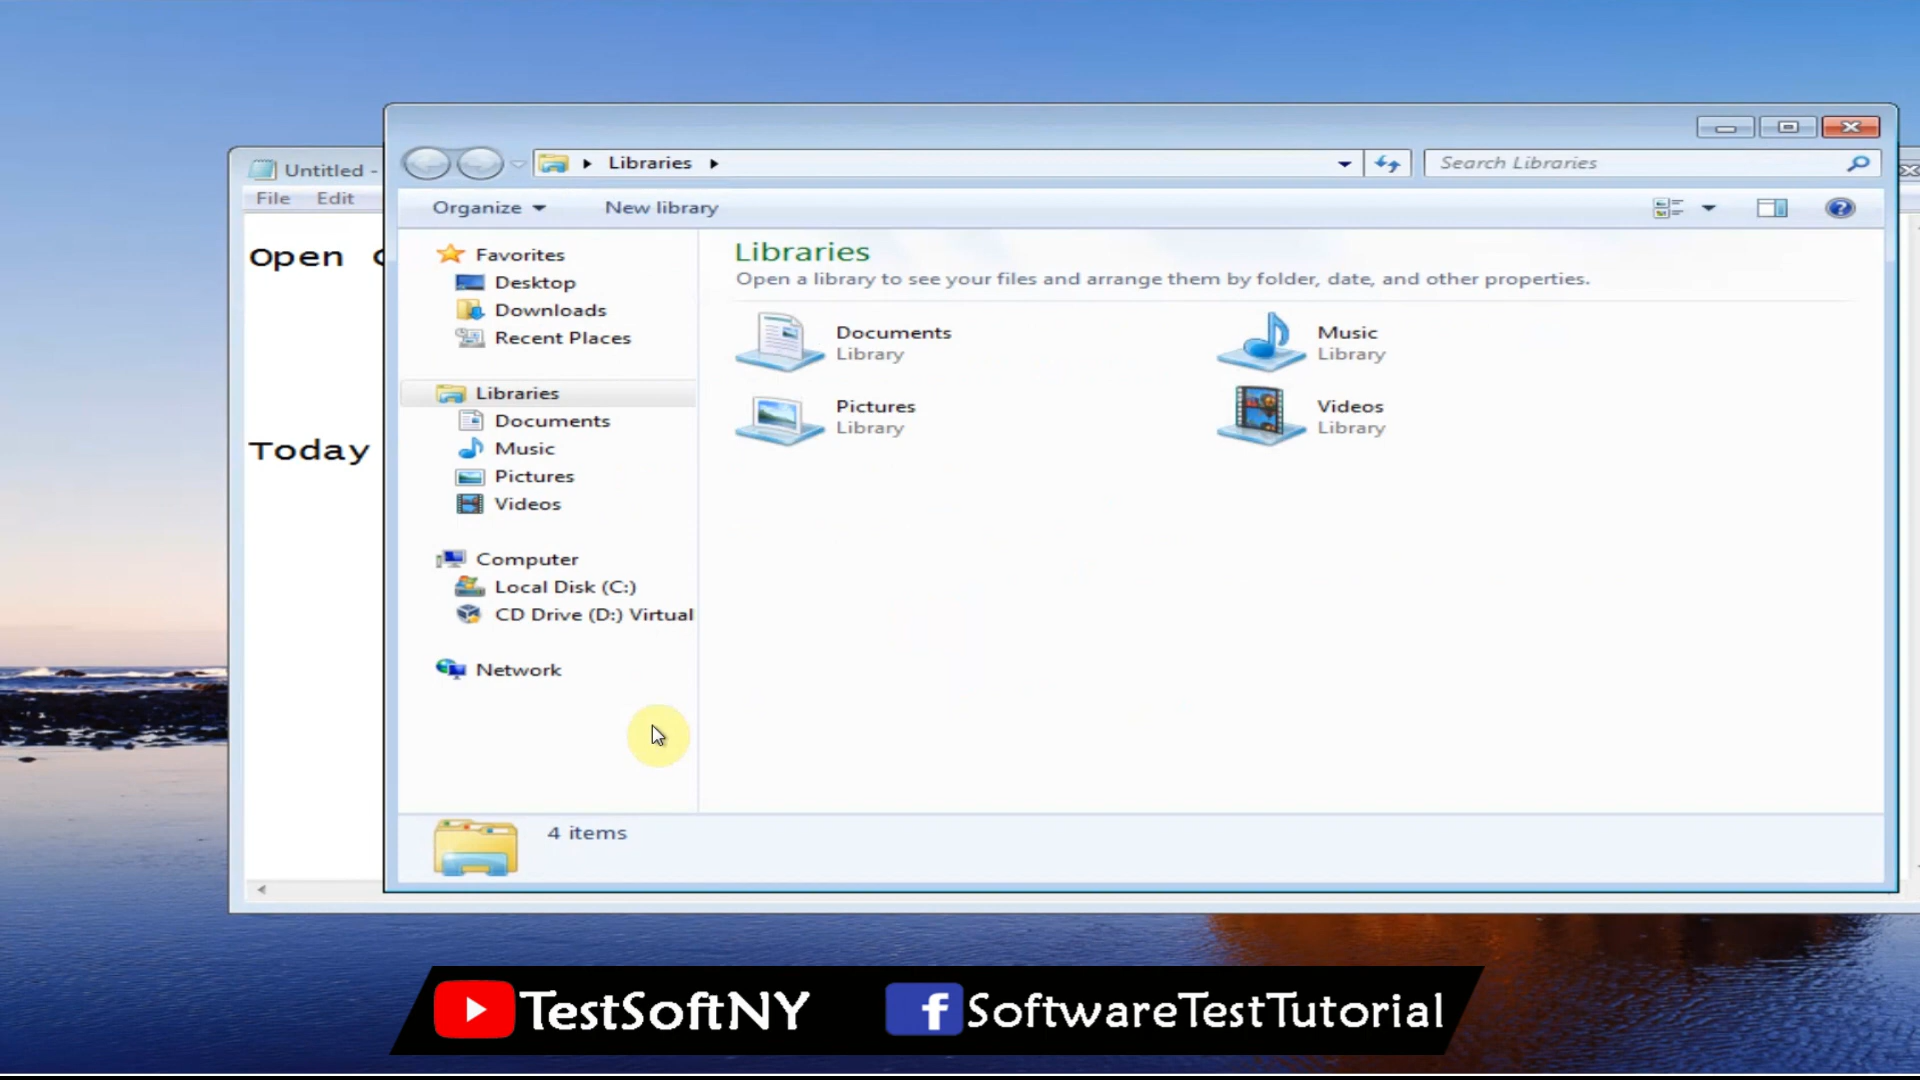 Untitled -
File Edit
Open
Today
Libraries
Search Libraries
Organize New library
Favorites
Desktop
Downloads
Recent Places
Libraries
Documents
Music
Pictures
Videos
Computer
Local Disk (C:)
CD Drive (D:) Virtual
Network
Libraries
Open a library to see your files and arrange them by folder, date, and other properties.
Documents
Library
Music
Library
Pictures
Library
Videos
Library
4 items
TestSoftNY
SoftwareTestTutorial